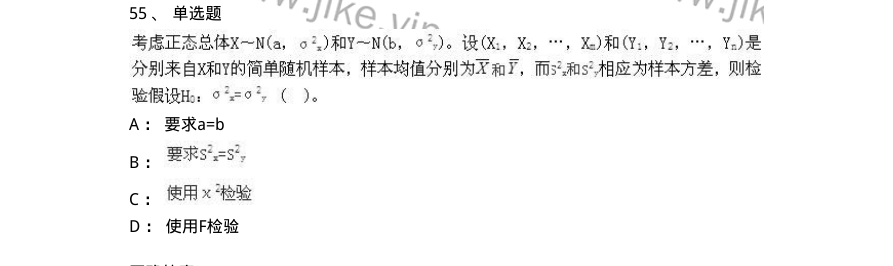 55 、 单选题
考虑正态总体X～N(a，σ²ₓ)和Y～N(b，σ²ᵧ)。设(X₁，X₂，…，Xₘ)和(Y₁，Y₂，…，Yₙ)是
分别来自X和Y的简单随机样本，样本均值分别为X̅和Y̅，而S²ₓ和S²ᵧ相应为样本方差，则检
验假设H₀：σ²ₓ=σ²ᵧ（ ）。
A： 要求a=b
B： 要求S²ₓ=S²ᵧ
C： 使用χ²检验
D： 使用F检验